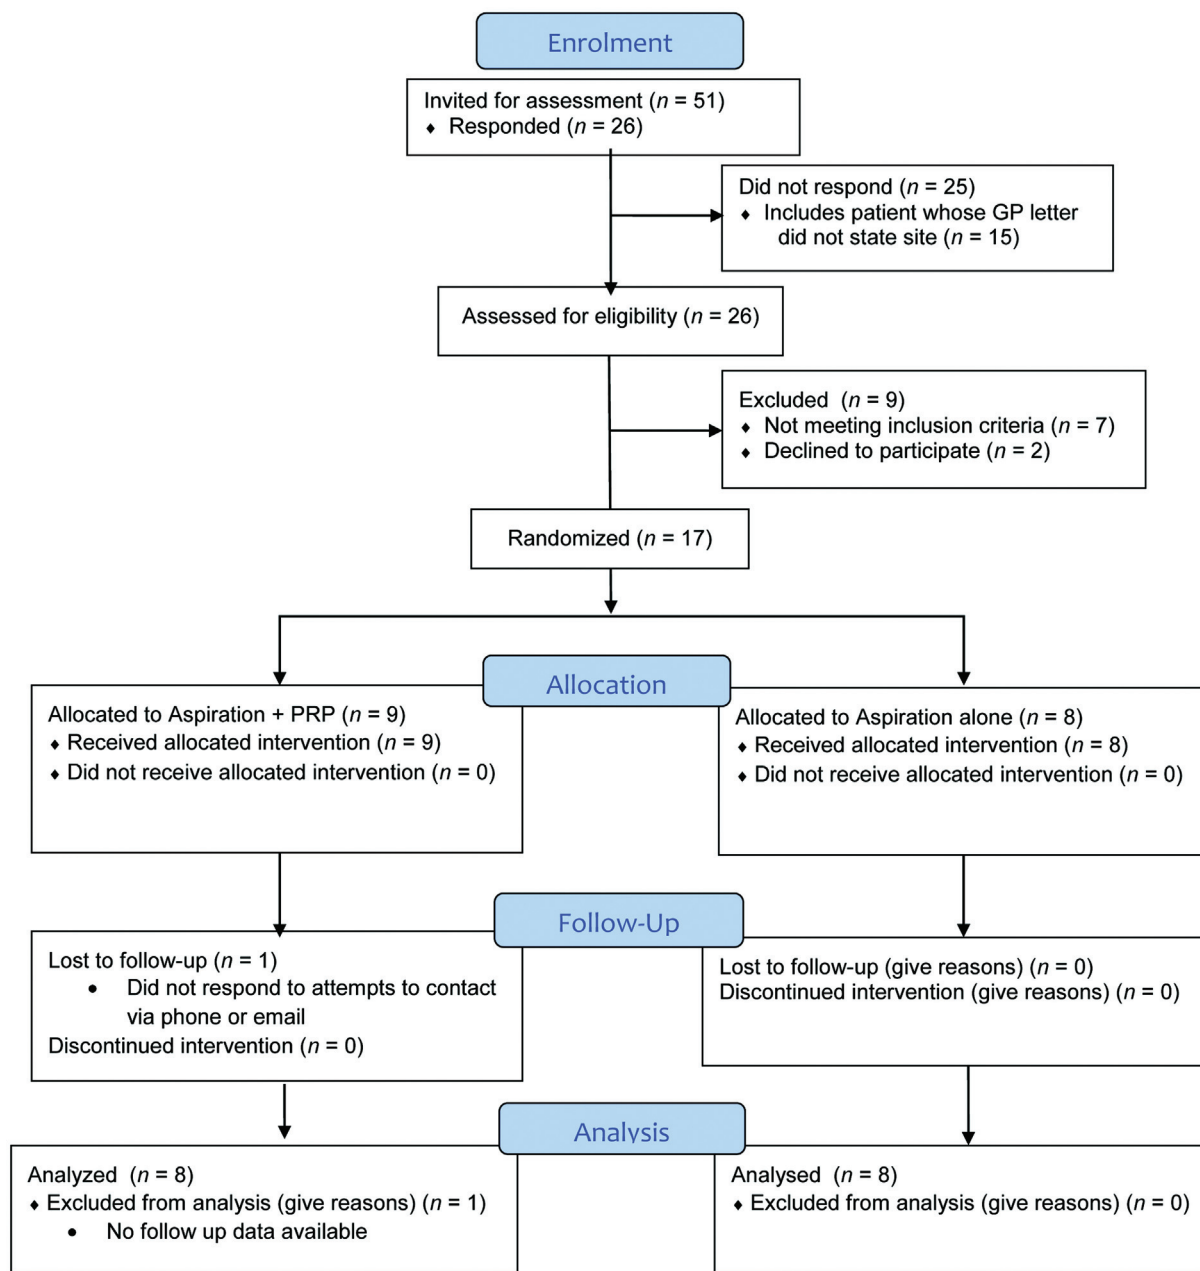 Enrolment
Invited for assessment (n = 51)
♦ Responded (n = 26)
Did not respond (n = 25)
♦ Includes patient whose GP letter
did not state site (n = 15)
Assessed for eligibility (n = 26)
Excluded (n = 9)
♦ Not meeting inclusion criteria (n = 7)
♦ Declined to participate (n = 2)
Randomized (n = 17)
Allocation
Allocated to Aspiration + PRP (n = 9)
♦ Received allocated intervention (n = 9)
♦ Did not receive allocated intervention (n = 0)
Allocated to Aspiration alone (n = 8)
♦ Received allocated intervention (n = 8)
♦ Did not receive allocated intervention (n = 0)
Follow-Up
Lost to follow-up (n = 1)
• Did not respond to attempts to contact
via phone or email
Discontinued intervention (n = 0)
Lost to follow-up (give reasons) (n = 0)
Discontinued intervention (give reasons) (n = 0)
Analysis
Analyzed (n = 8)
♦ Excluded from analysis (give reasons) (n = 1)
• No follow up data available
Analysed (n = 8)
♦ Excluded from analysis (give reasons) (n = 0)